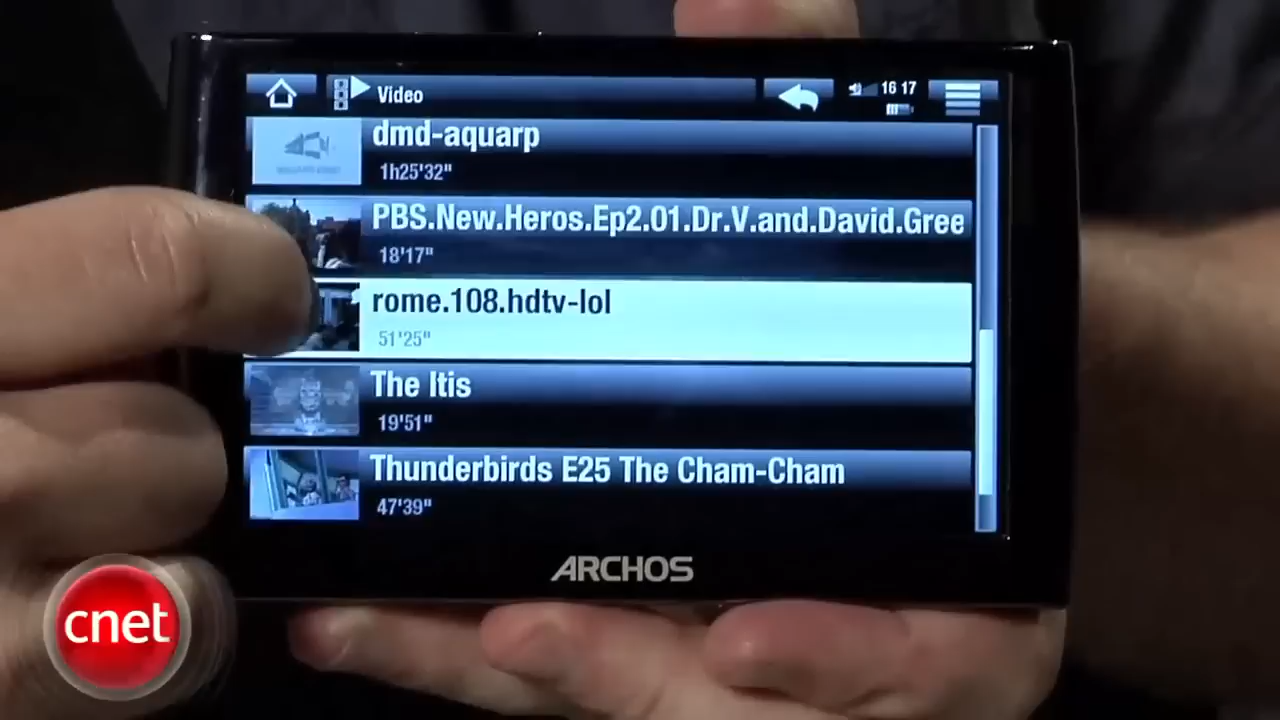 Video
16 17
dmd-aquarp
1h25'32"
PBS.New.Heros.Ep2.01.Dr.V.and.David.Gree
18'17"
rome.108.hdtv-lol
51'25"
The Itis
19'51"
Thunderbirds E25 The Cham-Cham
47'39"
ARCHOS
cnet